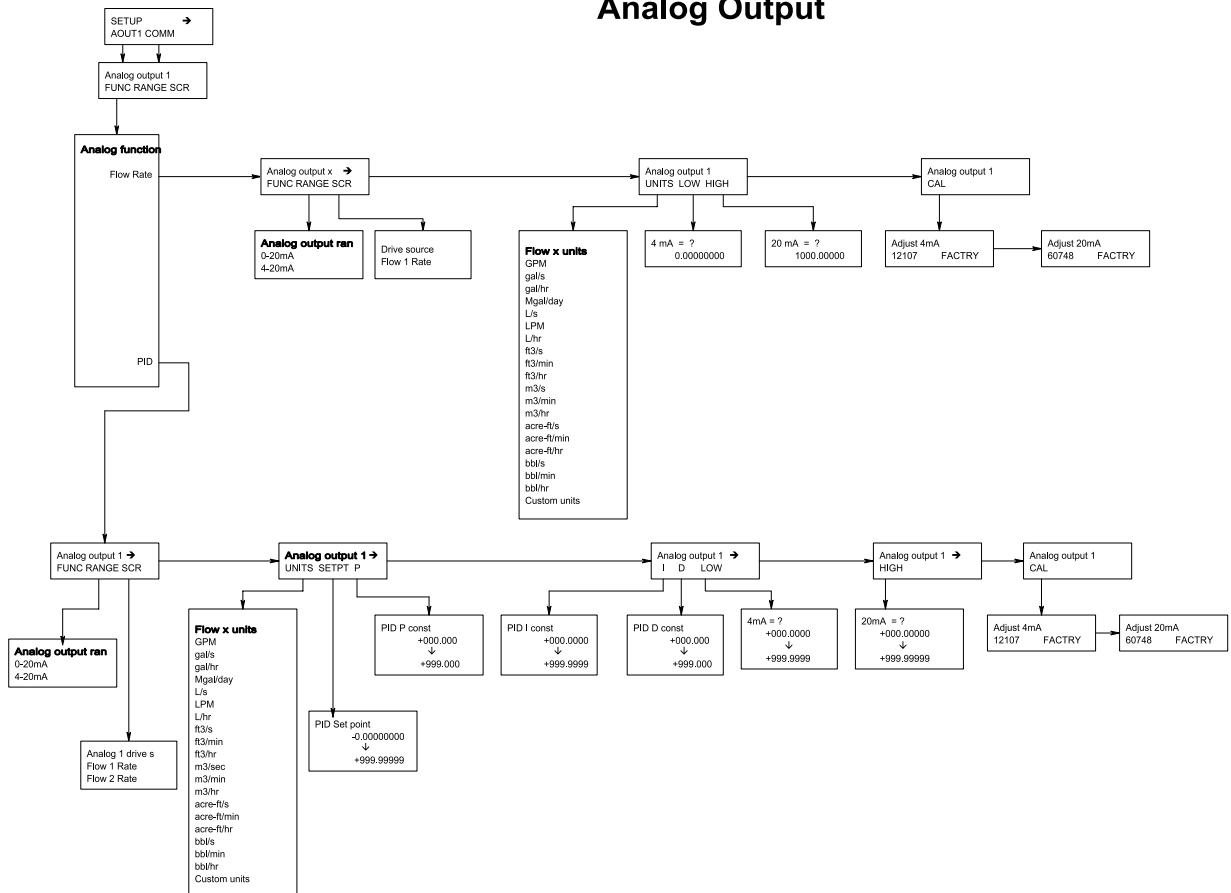 Analog Output
SETUP ➔
AOUT1 COMM
Analog output 1
FUNC RANGE SCR
Analog function
Flow Rate
PID
Analog output x ➔
FUNC RANGE SCR
Analog output ran
0-20mA
4-20mA
Drive source
Flow 1 Rate
Analog output 1
UNITS LOW HIGH
Flow x units
GPM
gal/s
gal/hr
Mgal/day
L/s
LPM
L/hr
ft3/s
ft3/min
ft3/hr
m3/s
m3/min
m3/hr
acre-ft/s
acre-ft/min
acre-ft/hr
bbl/s
bbl/min
bbl/hr
Custom units
4 mA = ?
0.00000000
20 mA = ?
1000.00000
Analog output 1
CAL
Adjust 4mA
12107 FACTRY
Adjust 20mA
60748 FACTRY
Analog output 1 ➔
FUNC RANGE SCR
Analog output ran
0-20mA
4-20mA
Analog 1 drive s
Flow 1 Rate
Flow 2 Rate
Analog output 1 ➔
UNITS SETPT P
Flow x units
GPM
gal/s
gal/hr
Mgal/day
L/s
LPM
L/hr
ft3/s
ft3/min
ft3/hr
m3/sec
m3/min
m3/hr
acre-ft/s
acre-ft/min
acre-ft/hr
bbl/s
bbl/min
bbl/hr
Custom units
PID Set point
-0.00000000
↓
+999.99999
PID P const
+000.000
↓
+999.000
Analog output 1 ➔
I D LOW
PID I const
+000.0000
↓
+999.9999
PID D const
+000.000
↓
+999.000
4mA = ?
+000.0000
↓
+999.9999
Analog output 1 ➔
HIGH
20mA = ?
+000.00000
↓
+999.99999
Analog output 1
CAL
Adjust 4mA
12107 FACTRY
Adjust 20mA
60748 FACTRY